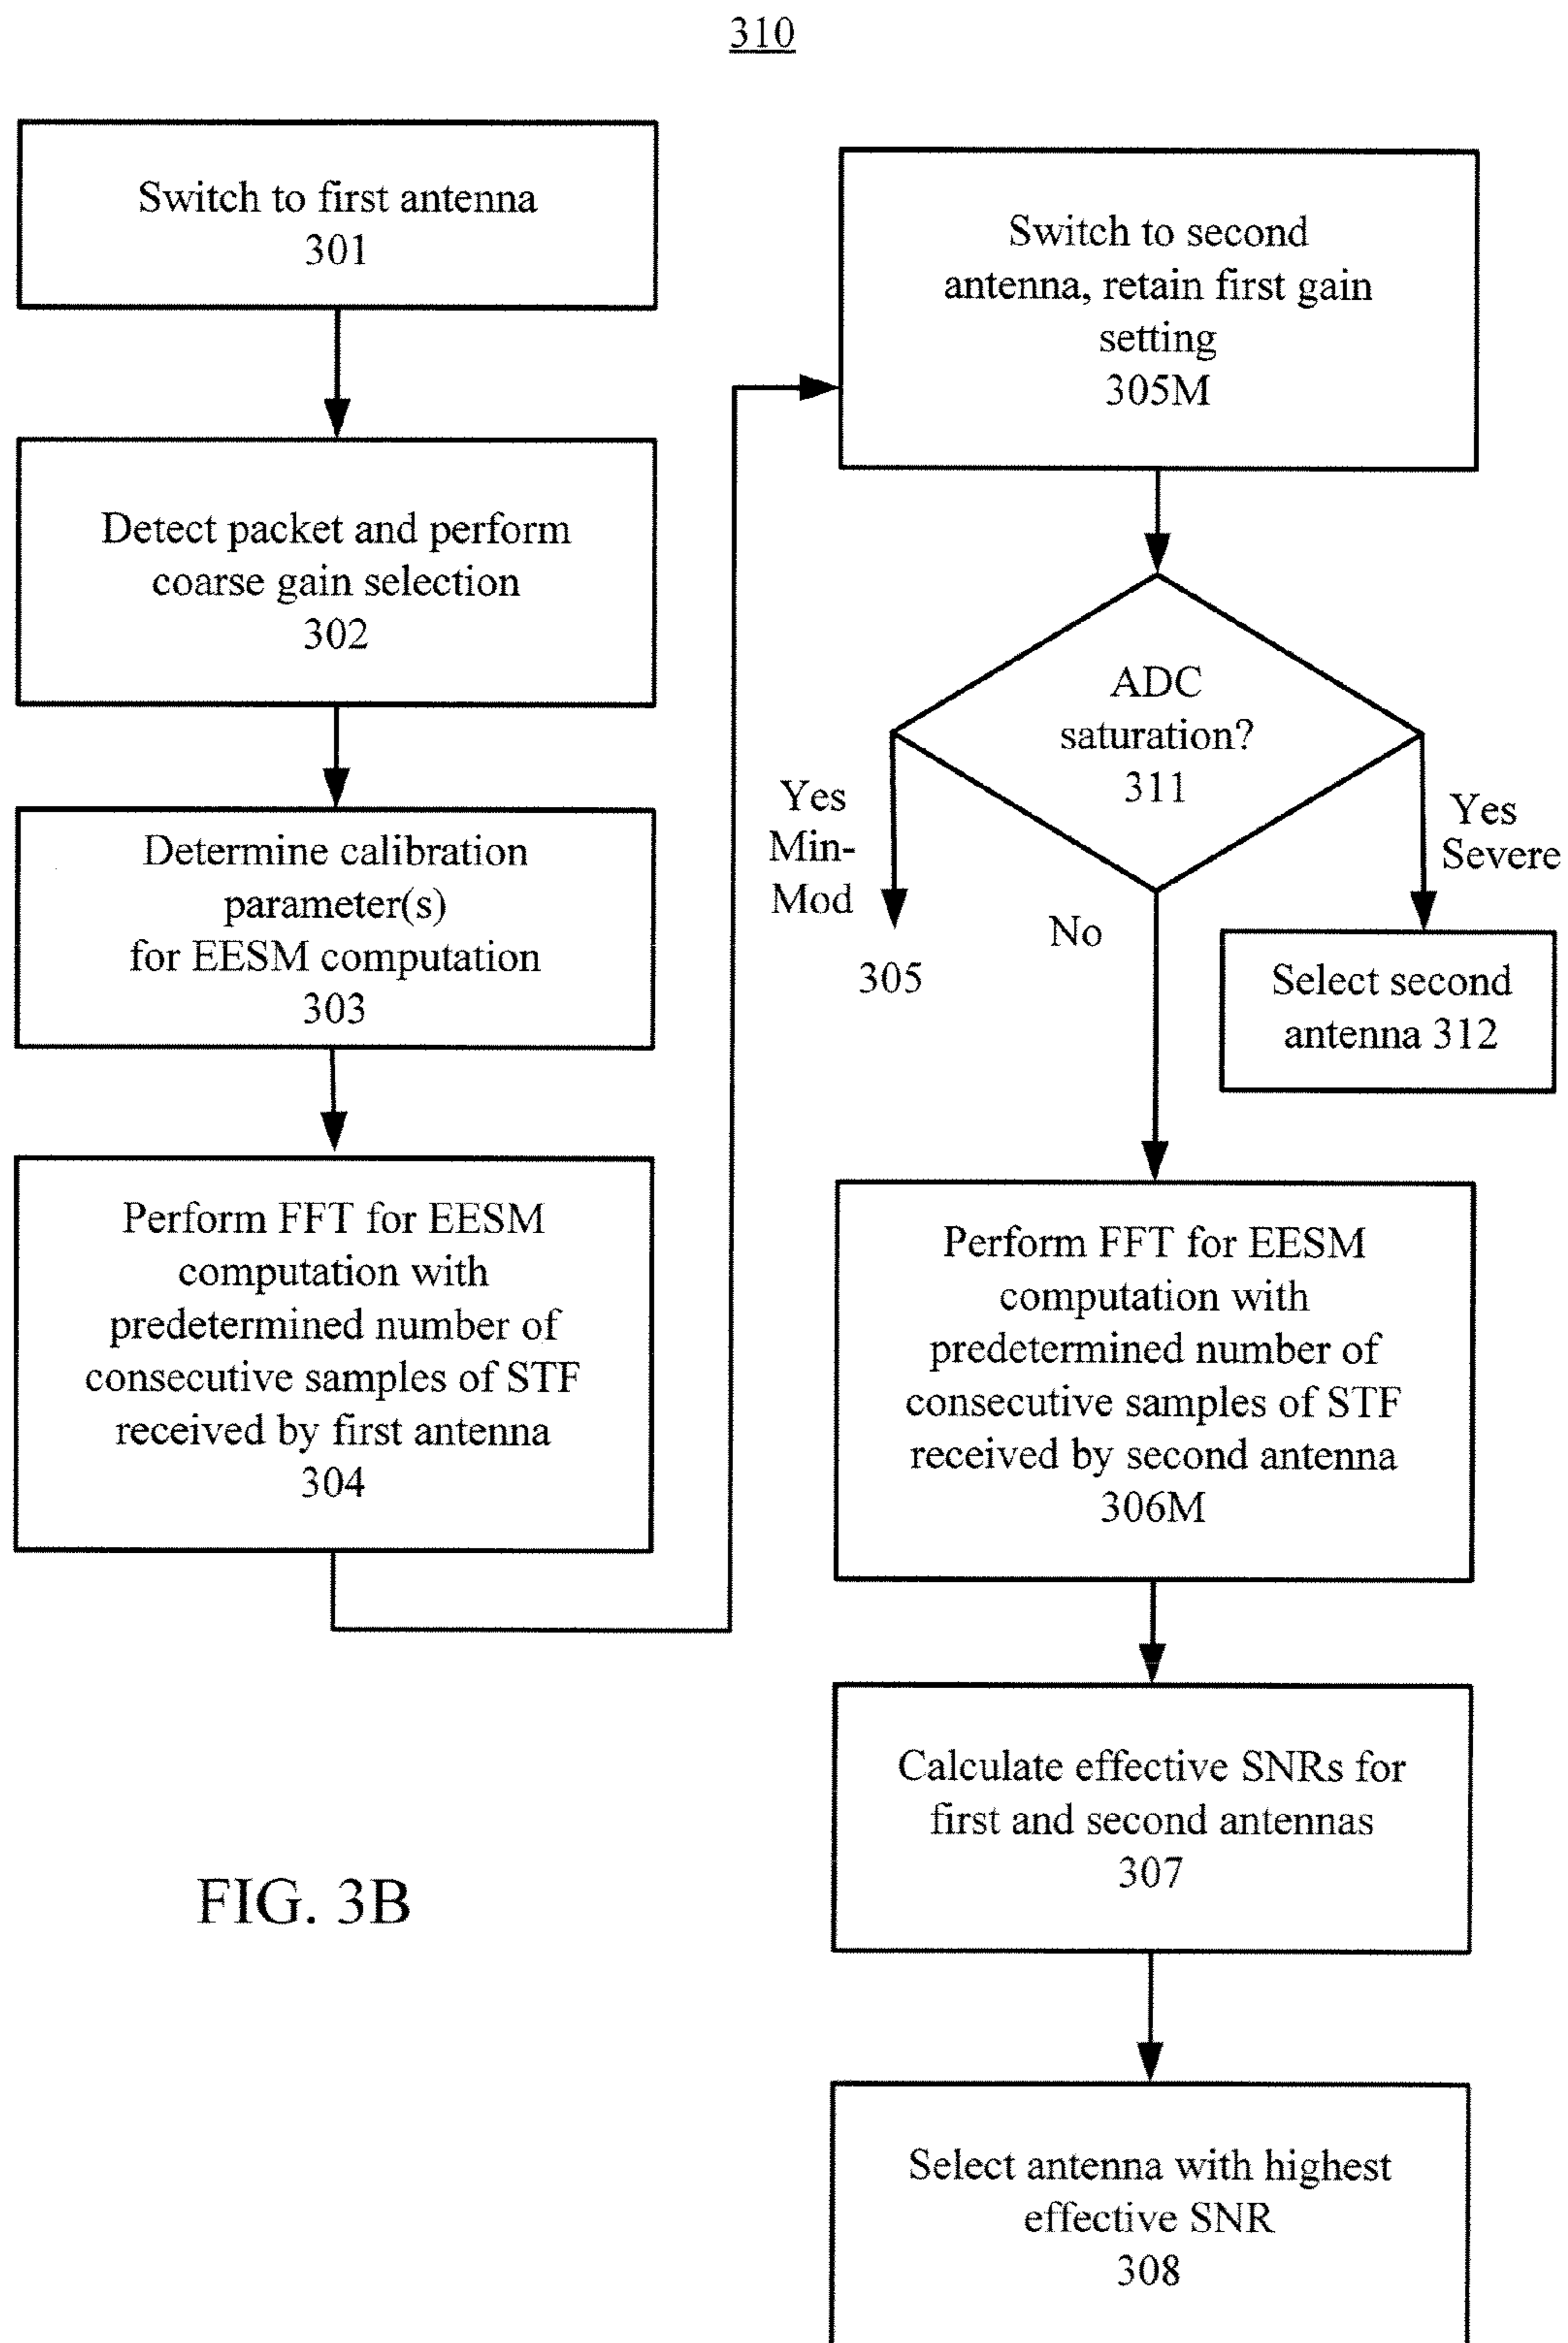 310
Switch to first antenna
301
Detect packet and perform
coarse gain selection
302
Determine calibration
parameter(s)
for EESM computation
303
Perform FFT for EESM
computation with
predetermined number of
consecutive samples of STF
received by first antenna
304
Switch to second
antenna, retain first gain
setting
305M
ADC
saturation?
311
Yes
Min-
Mod
305
No
Yes
Severe
Select second
antenna 312
Perform FFT for EESM
computation with
predetermined number of
consecutive samples of STF
received by second antenna
306M
Calculate effective SNRs for
first and second antennas
307
Select antenna with highest
effective SNR
308
FIG. 3B